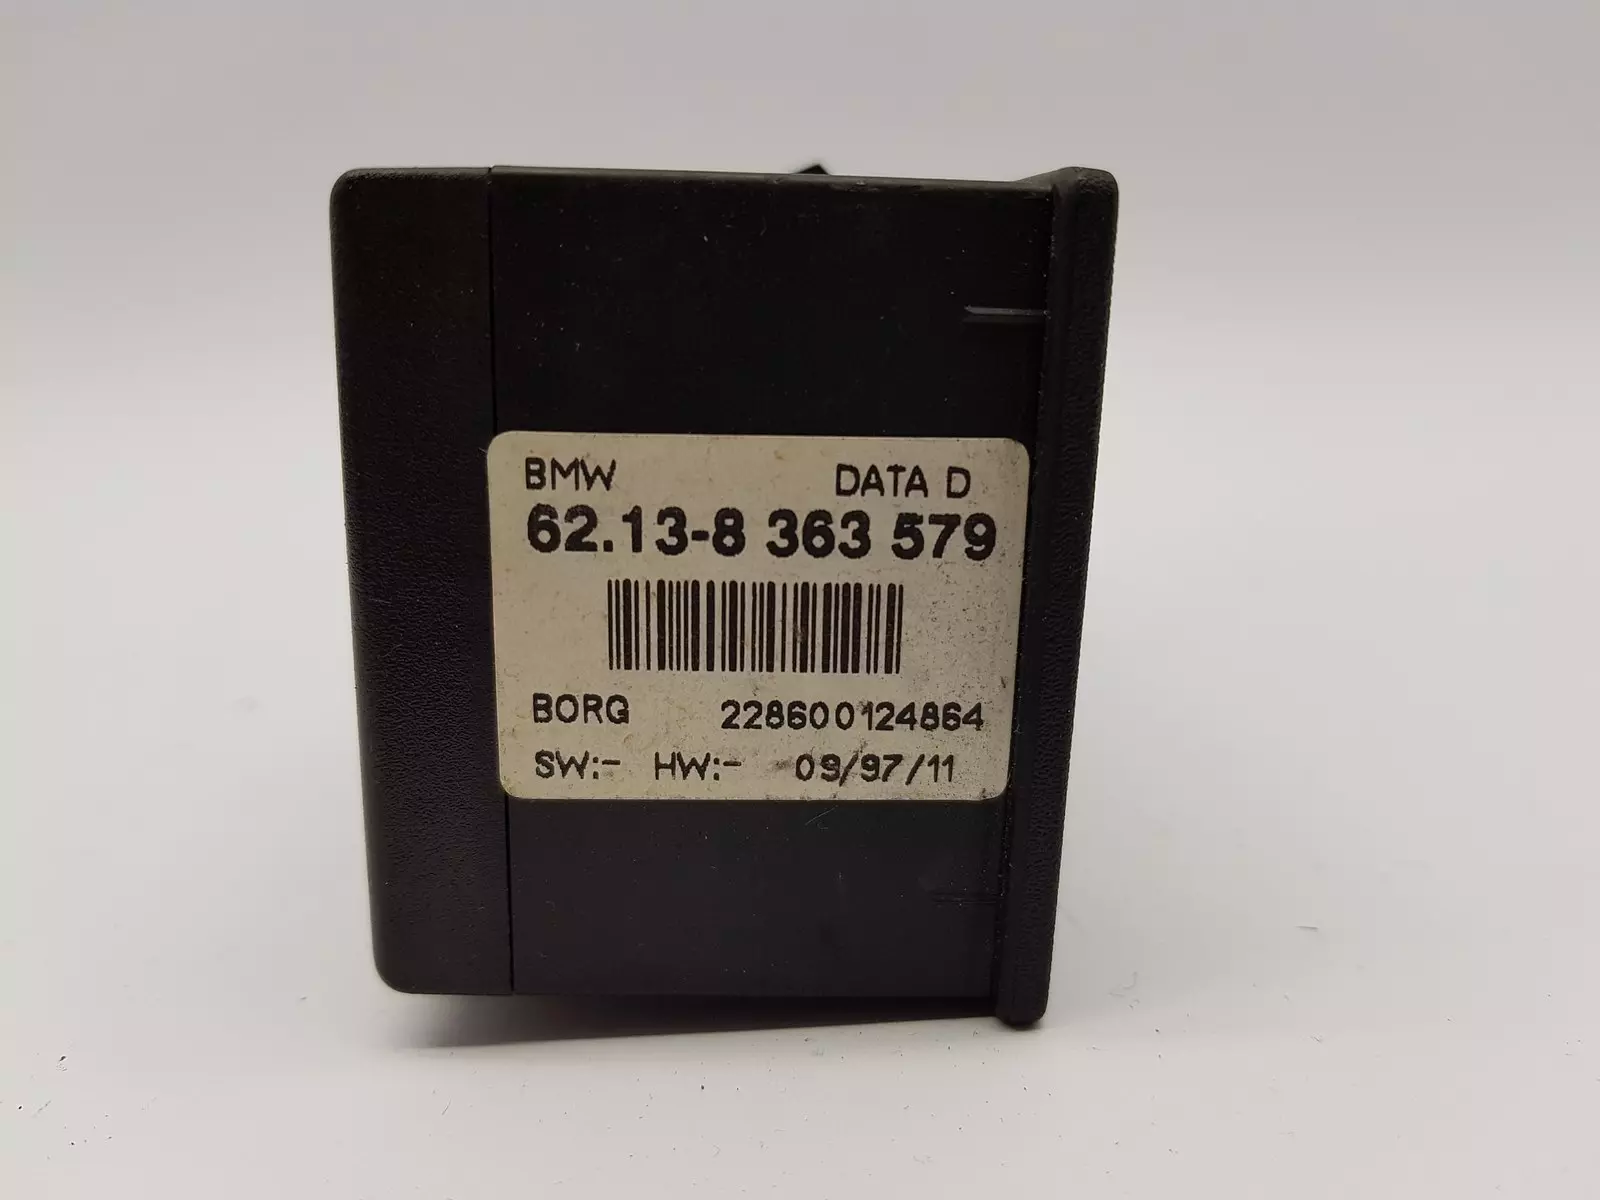 BMW DATA D
62.13-8 363 579
BORG 228600124864
SW:- HW:- 09/97/11